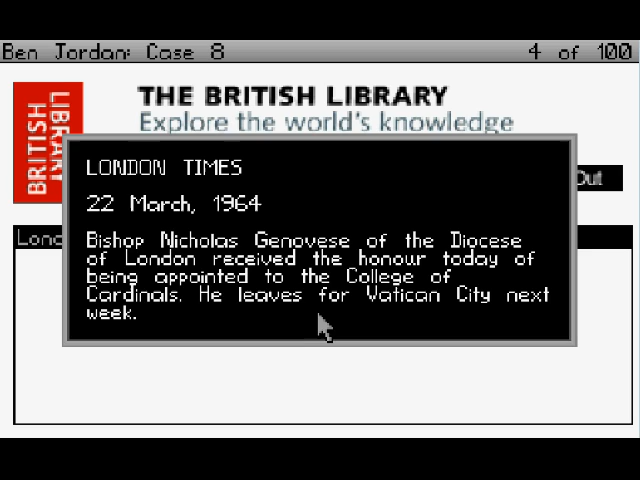 Ben Jordan: Case 8
4 of 100
BRITISH
LIBRARY
THE BRITISH LIBRARY
Explore the world's knowledge
Out
Lond
LONDON TIMES
22 March, 1964
Bishop Nicholas Genovese of the Diocese
of London received the honour today of
being appointed to the College of
Cardinals. He leaves for Vatican City next
week.